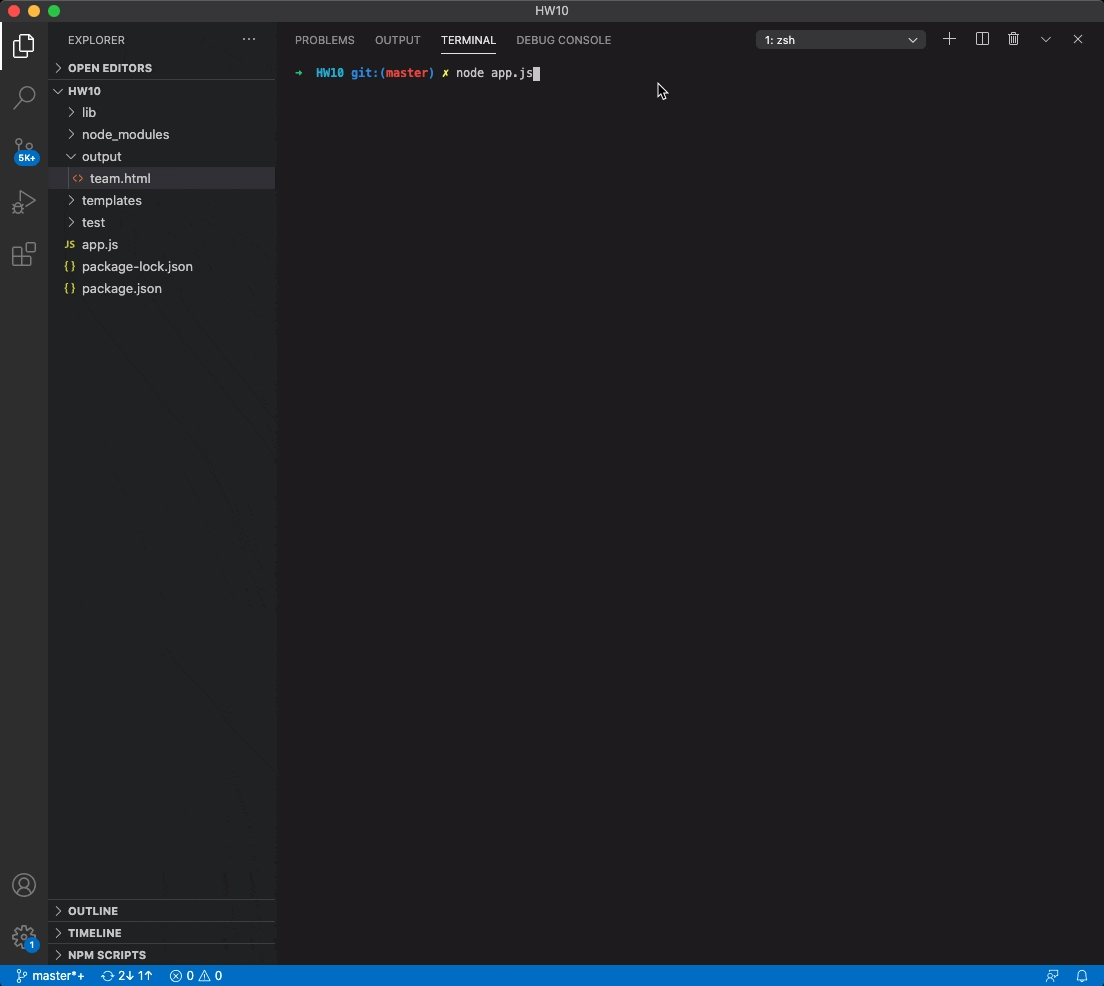 HW10
EXPLORER
OPEN EDITORS
HW10
lib
node_modules
output
<> team.html
templates
test
JS app.js
{} package-lock.json
{} package.json
OUTLINE
TIMELINE
NPM SCRIPTS
5K+
1
PROBLEMS OUTPUT TERMINAL DEBUG CONSOLE 1: zsh
➜ HW10 git:(master) ✗ node app.js
master*+ 2↓ 1↑ 0 0